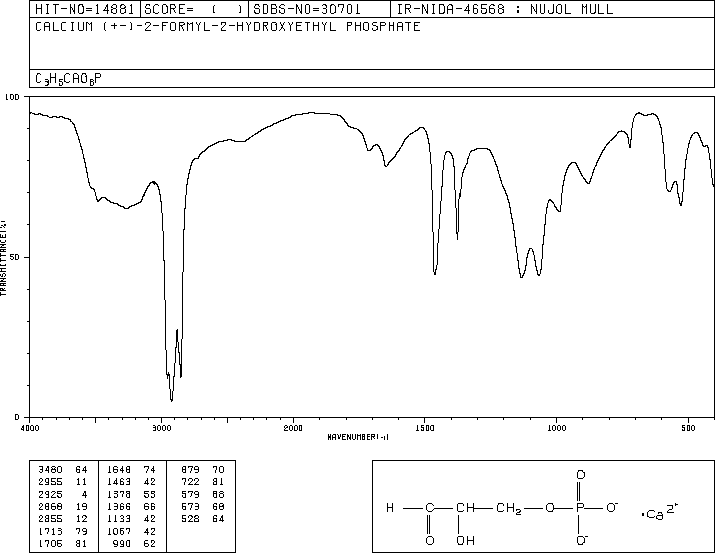 HIT-NO=14881 SCORE= ( ) SDBS-NO=30701 IR-NIDA-46568 : NUJOL MULL
CALCIUM (+-)-2-FORMYL-2-HYDROXYETHYL PHOSPHATE
C3H5CAO6P
100
50
0
TRANSMITTANCE(%)
4000 3000 2000 1500 1000 500
WAVENUMBER(-1)
3480 64 1648 74 879 70
2955 11 1463 42 722 81
2925 4 1378 55 579 68
2868 19 1366 66 573 68
2855 12 1133 42 528 64
1713 79 1067 42
1706 81 990 62
O
H C CH CH2 O P O-
·Ca2+
O OH O-